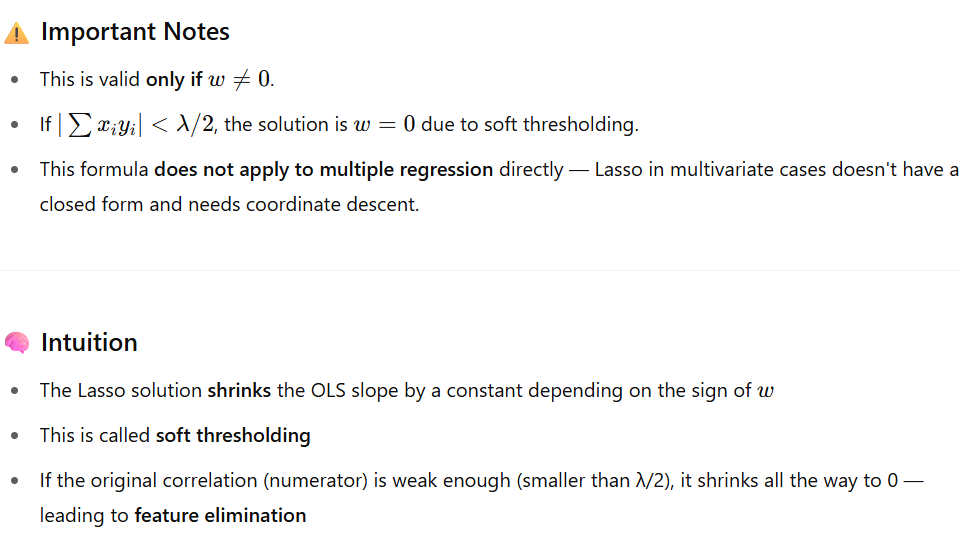 ⚠️ Important Notes
• This is valid only if w ≠ 0.
• If |∑ xᵢyᵢ| < λ/2, the solution is w = 0 due to soft thresholding.
• This formula does not apply to multiple regression directly — Lasso in multivariate cases doesn't have a
closed form and needs coordinate descent.
🧠 Intuition
• The Lasso solution shrinks the OLS slope by a constant depending on the sign of w
• This is called soft thresholding
• If the original correlation (numerator) is weak enough (smaller than λ/2), it shrinks all the way to 0 —
leading to feature elimination